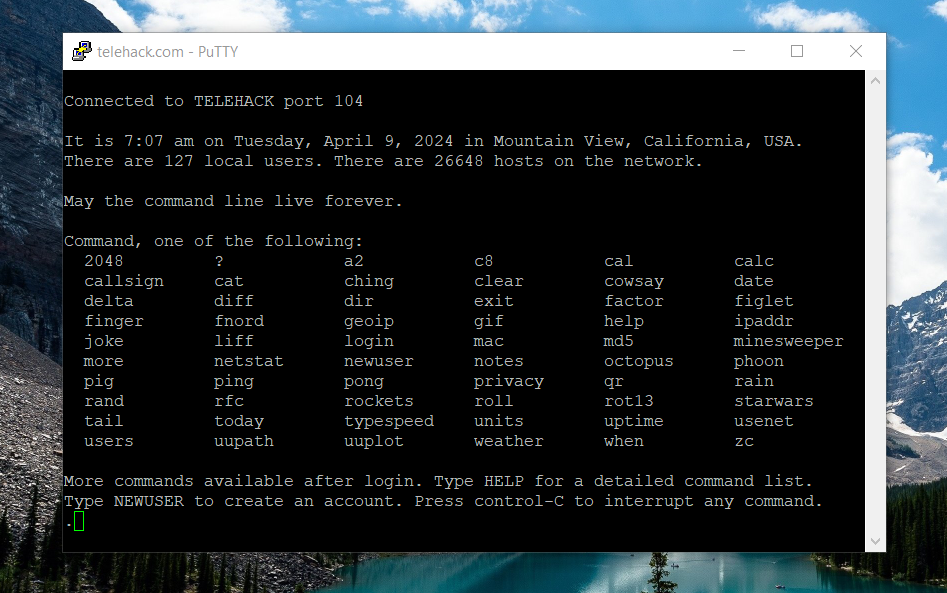 telehack.com - PuTTY
Connected to TELEHACK port 104
It is 7:07 am on Tuesday, April 9, 2024 in Mountain View, California, USA.
There are 127 local users. There are 26648 hosts on the network.
May the command line live forever.
Command, one of the following:
2048 ? a2 c8 cal calc
callsign cat ching clear cowsay date
delta diff dir exit factor figlet
finger fnord geoip gif help ipaddr
joke liff login mac md5 minesweeper
more netstat newuser notes octopus phoon
pig ping pong privacy qr rain
rand rfc rockets roll rot13 starwars
tail today typespeed units uptime usenet
users uupath uuplot weather when zc
More commands available after login. Type HELP for a detailed command list.
Type NEWUSER to create an account. Press control-C to interrupt any command.
.